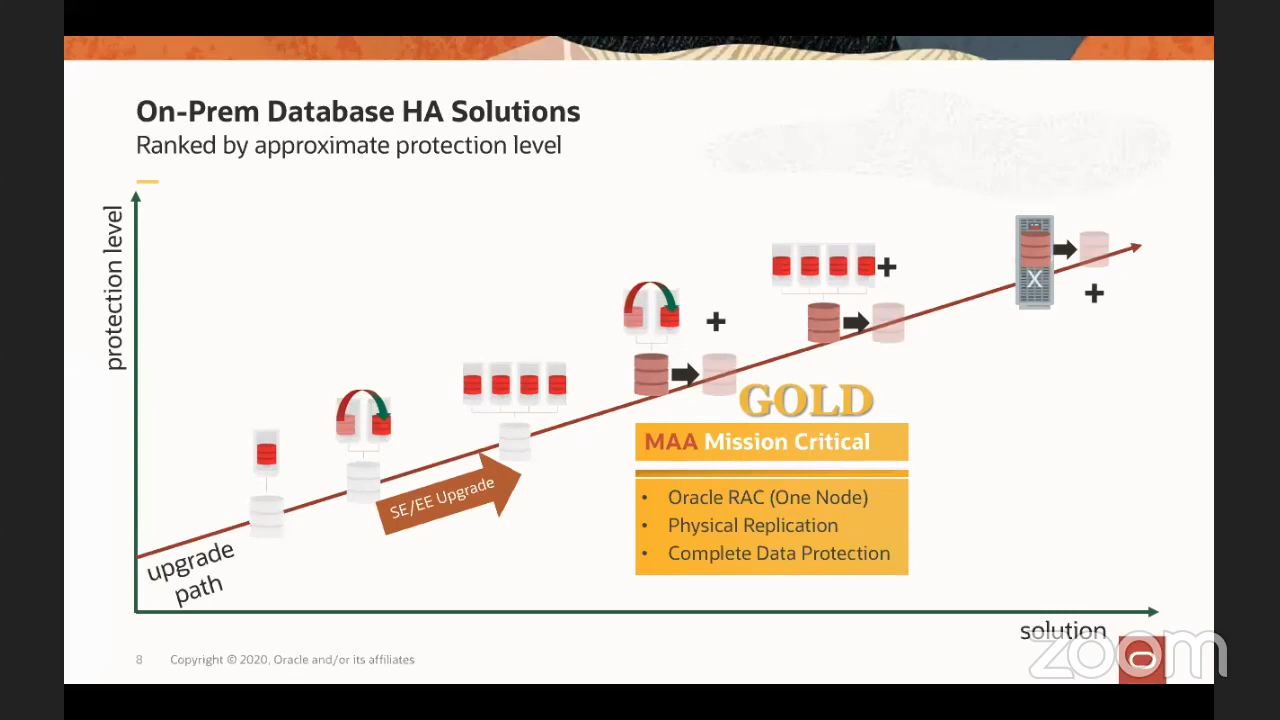 On-Prem Database HA Solutions
Ranked by approximate protection level
protection level
X
GOLD
MAA Mission Critical
SE/EE Upgrade
• Oracle RAC (One Node)
• Physical Replication
• Complete Data Protection
upgrade
path
solution
8 Copyright © 2020, Oracle and/or its affiliates
zoom